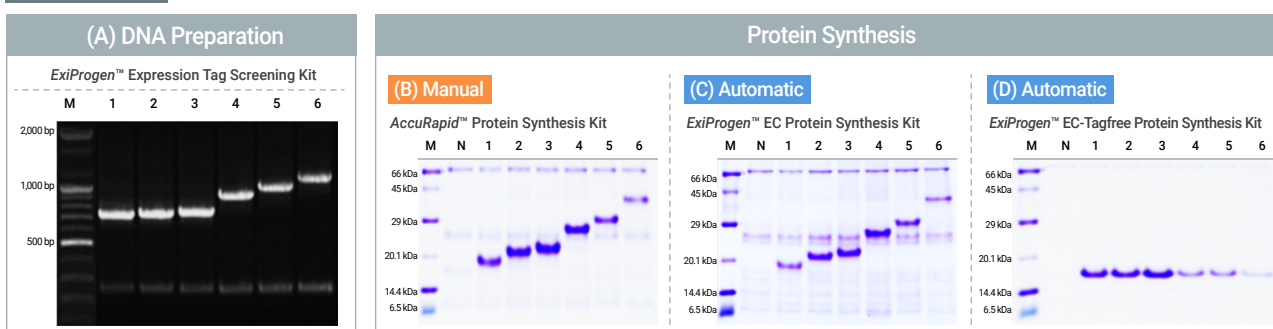 (A) DNA Preparation
ExiProgen™ Expression Tag Screening Kit
M 1 2 3 4 5 6
2,000 bp
1,000 bp
500 bp
Protein Synthesis
(B) Manual
AccuRapid™ Protein Synthesis Kit
M N 1 2 3 4 5 6
66 kDa
45 kDa
29 kDa
20.1 kDa
14.4 kDa
6.5 kDa
(C) Automatic
ExiProgen™ EC Protein Synthesis Kit
M N 1 2 3 4 5 6
66 kDa
45 kDa
29 kDa
20.1 kDa
14.4 kDa
6.5 kDa
(D) Automatic
ExiProgen™ EC-Tagfree Protein Synthesis Kit
M N 1 2 3 4 5 6
66 kDa
45 kDa
29 kDa
20.1 kDa
14.4 kDa
6.5 kDa